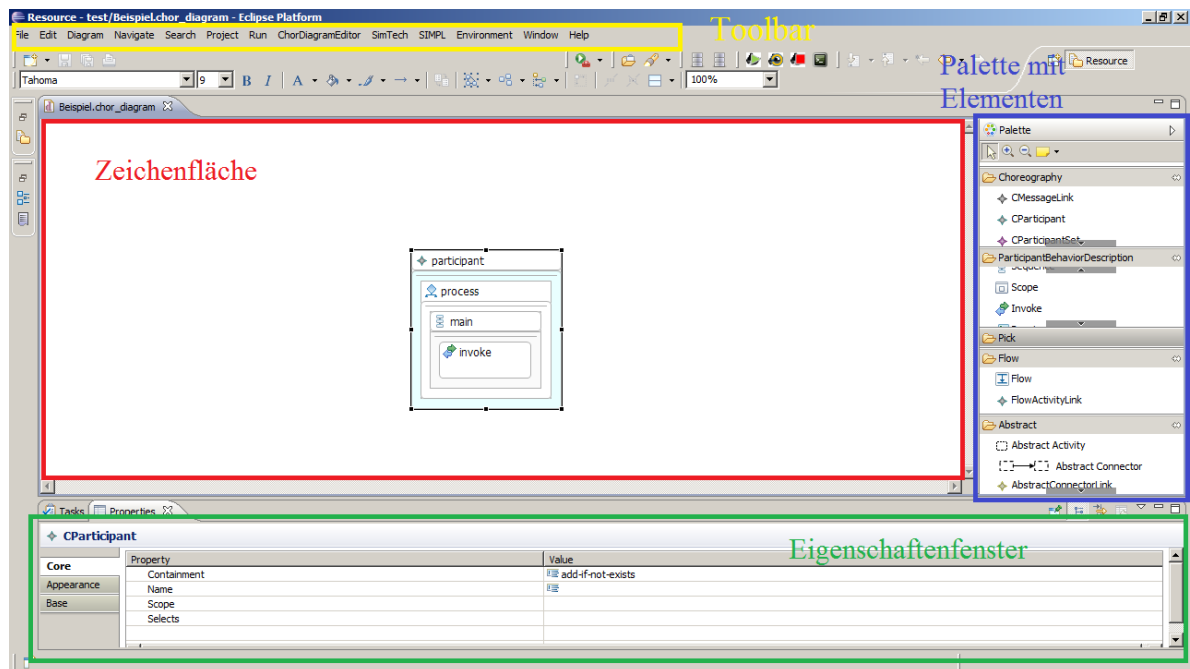 Resource - test/Beispiel.chor_diagram - Eclipse Platform
File Edit Diagram Navigate Search Project Run ChorDiagramEditor SimTech SIMPL Environment Window Help
Toolbar
Tahoma 9 B I A 100%
Resource
Palette mit
Elementen
Beispiel.chor_diagram
Zeichenfläche
participant
process
main
invoke
Palette
Choreography
CMessageLink
CParticipant
CParticipantSet
ParticipantBehaviorDescription
Sequence
Scope
Invoke
Pick
Flow
Flow
FlowActivityLink
Abstract
Abstract Activity
Abstract Connector
AbstractConnectorLink
Tasks Properties
CParticipant
Eigenschaftenfenster
Core
Appearance
Base
Property Value
Containment add-if-not-exists
Name
Scope
Selects